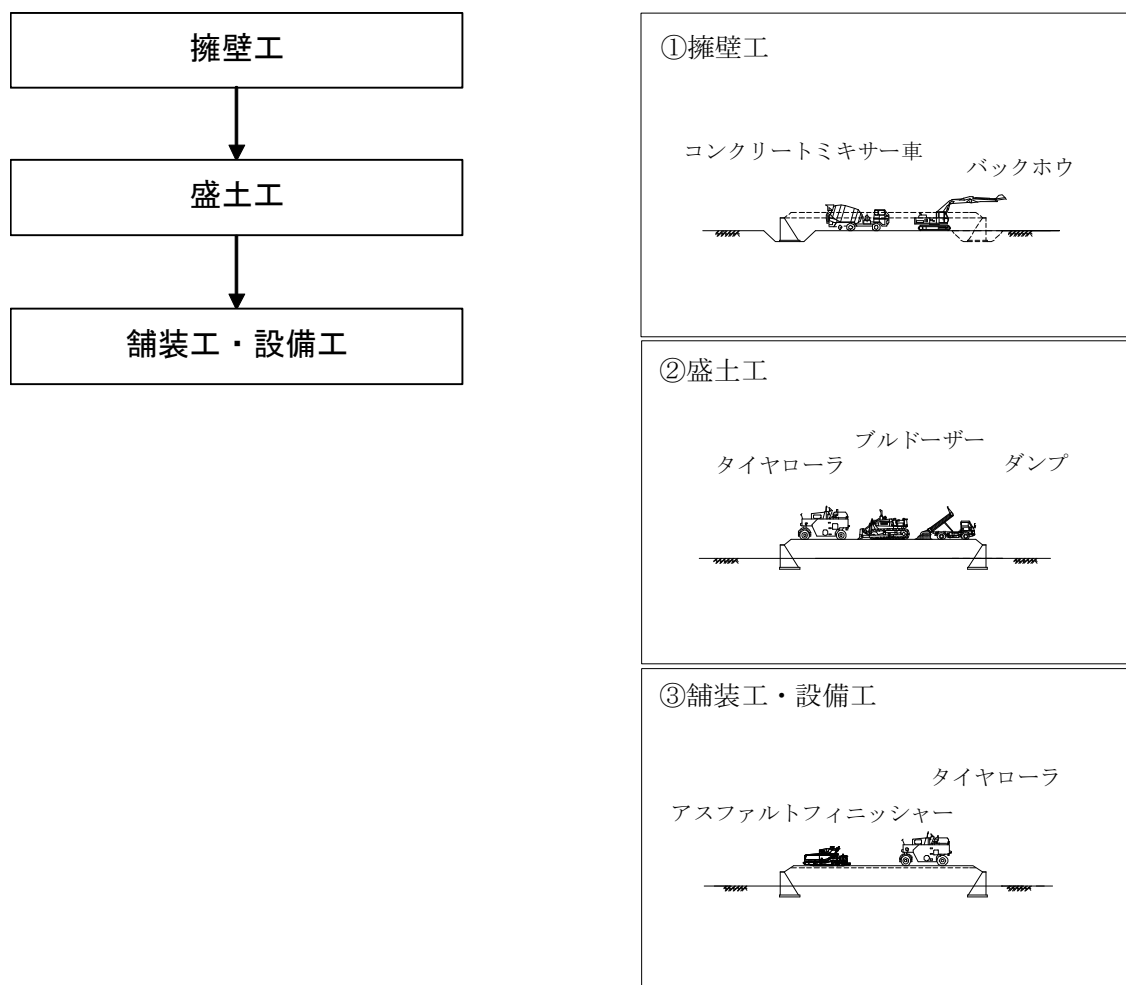 擁壁工
盛土工
舗装工・設備工
①擁壁工
コンクリートミキサー車
バックホウ
②盛土工
ブルドーザー
タイヤローラ
ダンプ
③舗装工・設備工
タイヤローラ
アスファルトフィニッシャー